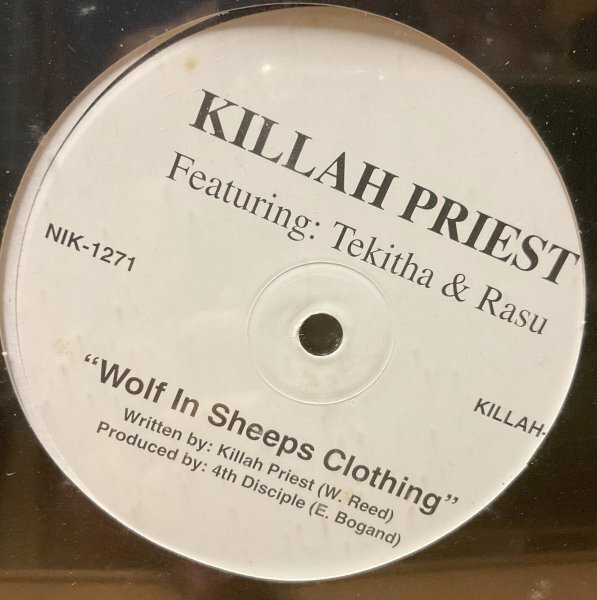 KILLAH PRIEST
Featuring: Tekitha & Rasu
NIK-1271
KILLAH-
“Wolf In Sheeps Clothing”
Written by: Killah Priest (W. Reed)
Produced by: 4th Disciple (E. Bogand)